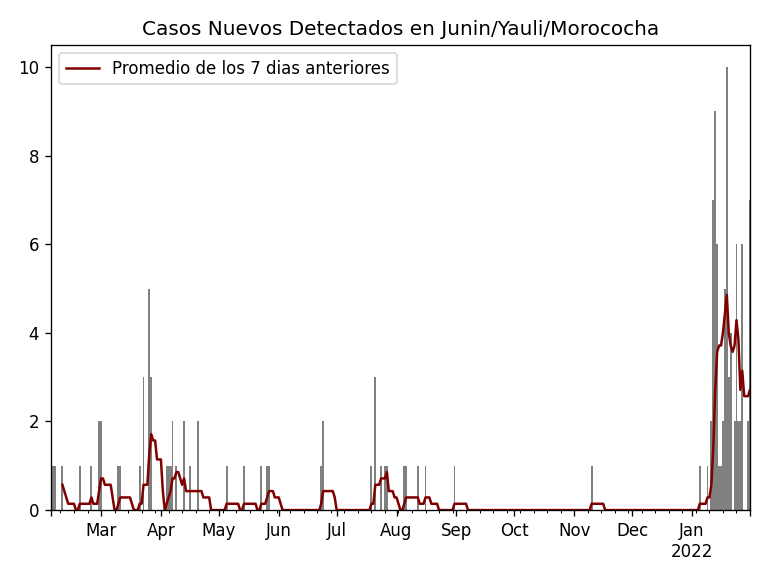 Casos Nuevos Detectados en Junin/Yauli/Morococha
Promedio de los 7 dias anteriores
10
8
6
4
2
0
Mar Apr May Jun Jul Aug Sep Oct Nov Dec Jan
2022